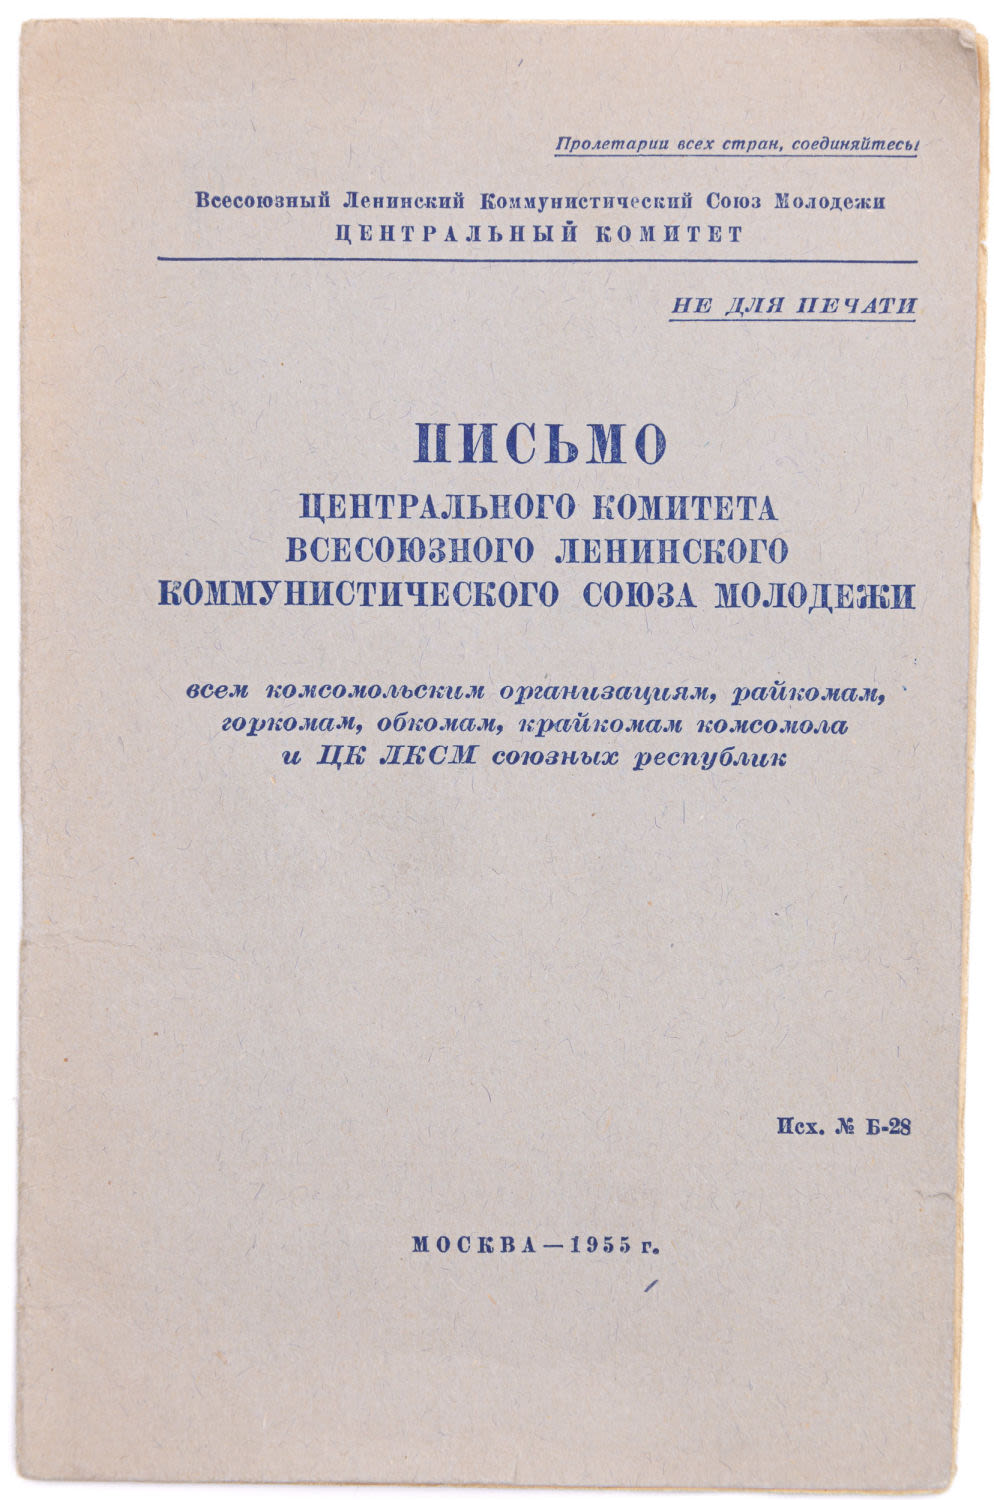 Пролетарии всех стран, соединяйтесь!
Всесоюзный Ленинский Коммунистический Союз Молодежи
ЦЕНТРАЛЬНЫЙ КОМИТЕТ
НЕ ДЛЯ ПЕЧАТИ
ПИСЬМО
ЦЕНТРАЛЬНОГО КОМИТЕТА
ВСЕСОЮЗНОГО ЛЕНИНСКОГО
КОММУНИСТИЧЕСКОГО СОЮЗА МОЛОДЕЖИ
всем комсомольским организациям, райкомам,
горкомам, обкомам, крайкомам комсомола
и ЦК ЛКСМ союзных республик
Исх. № Б-28
МОСКВА — 1955 г.